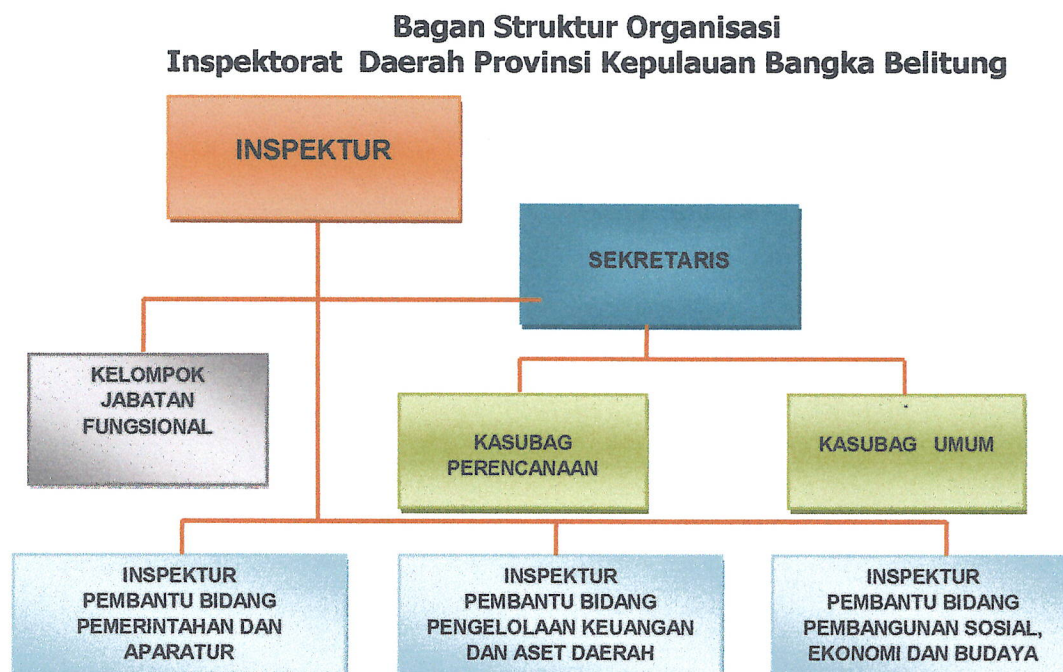 Bagan Struktur Organisasi
Inspektorat Daerah Provinsi Kepulauan Bangka Belitung
INSPEKTUR
SEKRETARIS
KELOMPOK
JABATAN
FUNGSIONAL
KASUBAG
PERENCANAAN
KASUBAG UMUM
INSPEKTUR
PEMBANTU BIDANG
PEMERINTAHAN DAN
APARATUR
INSPEKTUR
PEMBANTU BIDANG
PENGELOLAAN KEUANGAN
DAN ASET DAERAH
INSPEKTUR
PEMBANTU BIDANG
PEMBANGUNAN SOSIAL,
EKONOMI DAN BUDAYA